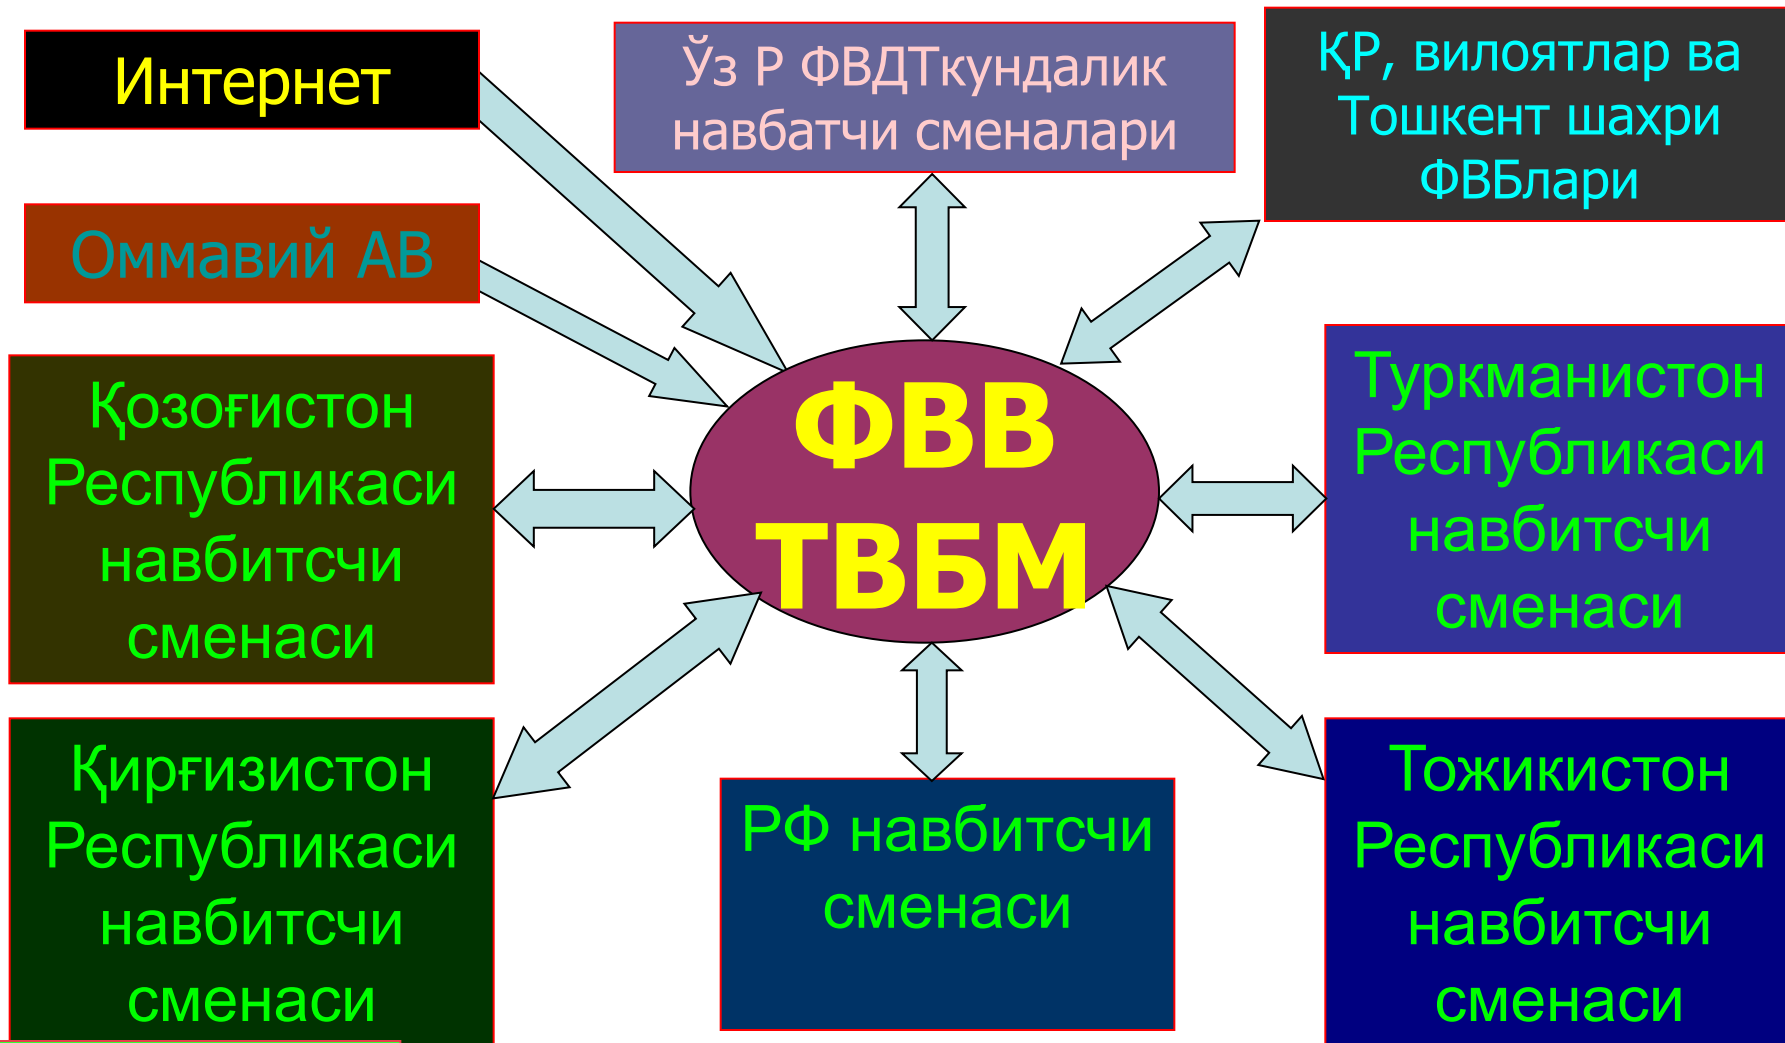 Интернет
Ўз Р ФВДТкундалик
навбатчи сменалари
ҚР, вилоятлар ва
Тошкент шахри
ФВБлари
Оммавий АВ
Қозоғистон
Республикаси
навбитсчи
сменаси
ФВВ
ТВБМ
Туркманистон
Республикаси
навбитсчи
сменаси
Қирғизистон
Республикаси
навбитсчи
сменаси
РФ навбитсчи
сменаси
Тожикистон
Республикаси
навбитсчи
сменаси